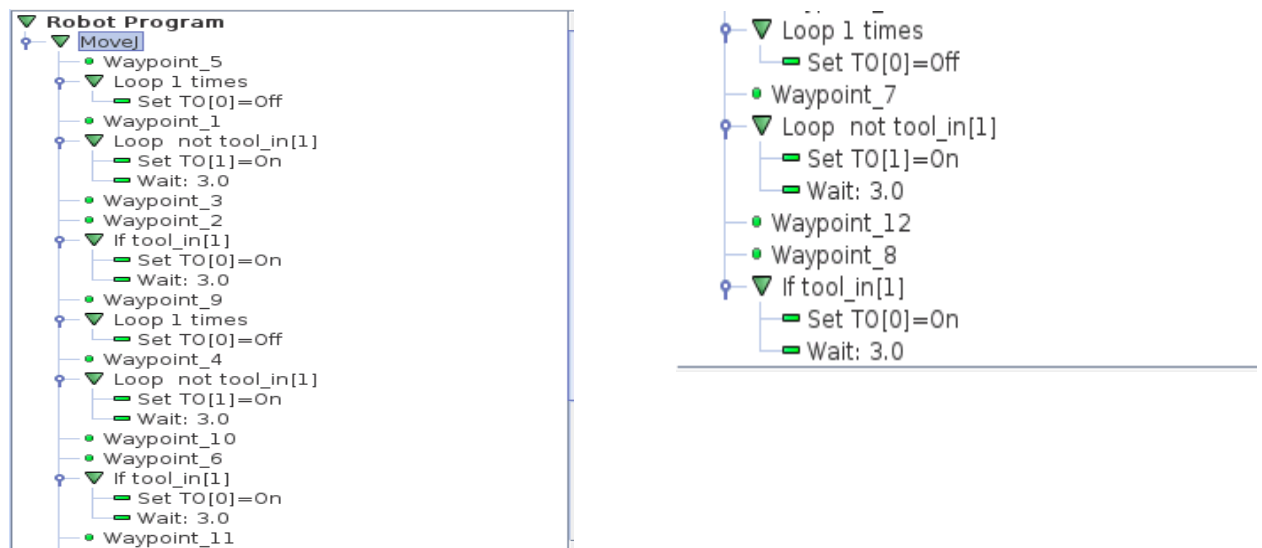 Robot Program
MoveJ
Waypoint_5
Loop 1 times
Set TO[0]=Off
Waypoint_1
Loop  not tool_in[1]
Set TO[1]=On
Wait: 3.0
Waypoint_3
Waypoint_2
If tool_in[1]
Set TO[0]=On
Wait: 3.0
Waypoint_9
Loop 1 times
Set TO[0]=Off
Waypoint_4
Loop  not tool_in[1]
Set TO[1]=On
Wait: 3.0
Waypoint_10
Waypoint_6
If tool_in[1]
Set TO[0]=On
Wait: 3.0
Waypoint_11
Loop 1 times
Set TO[0]=Off
Waypoint_7
Loop  not tool_in[1]
Set TO[1]=On
Wait: 3.0
Waypoint_12
Waypoint_8
If tool_in[1]
Set TO[0]=On
Wait: 3.0